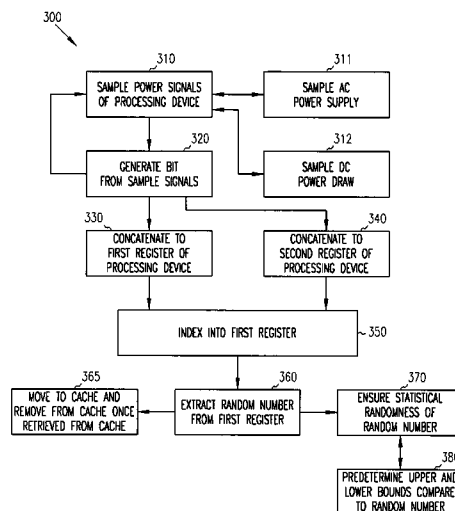 300
310
SAMPLE POWER SIGNALS
OF PROCESSING DEVICE
311
SAMPLE AC
POWER SUPPLY
320
GENERATE BIT
FROM SAMPLE SIGNALS
312
SAMPLE DC
POWER DRAW
330
CONCATENATE TO
FIRST REGISTER OF
PROCESSING DEVICE
340
CONCATENATE TO
SECOND REGISTER OF
PROCESSING DEVICE
INDEX INTO FIRST REGISTER
350
365
MOVE TO CACHE AND
REMOVE FROM CACHE ONCE
RETRIEVED FROM CACHE
360
EXTRACT RANDOM NUMBER
FROM FIRST REGISTER
370
ENSURE STATISTICAL
RANDOMNESS OF
RANDOM NUMBER
380
PREDETERMINE UPPER AND
LOWER BOUNDS COMPARE
TO RANDOM NUMBER